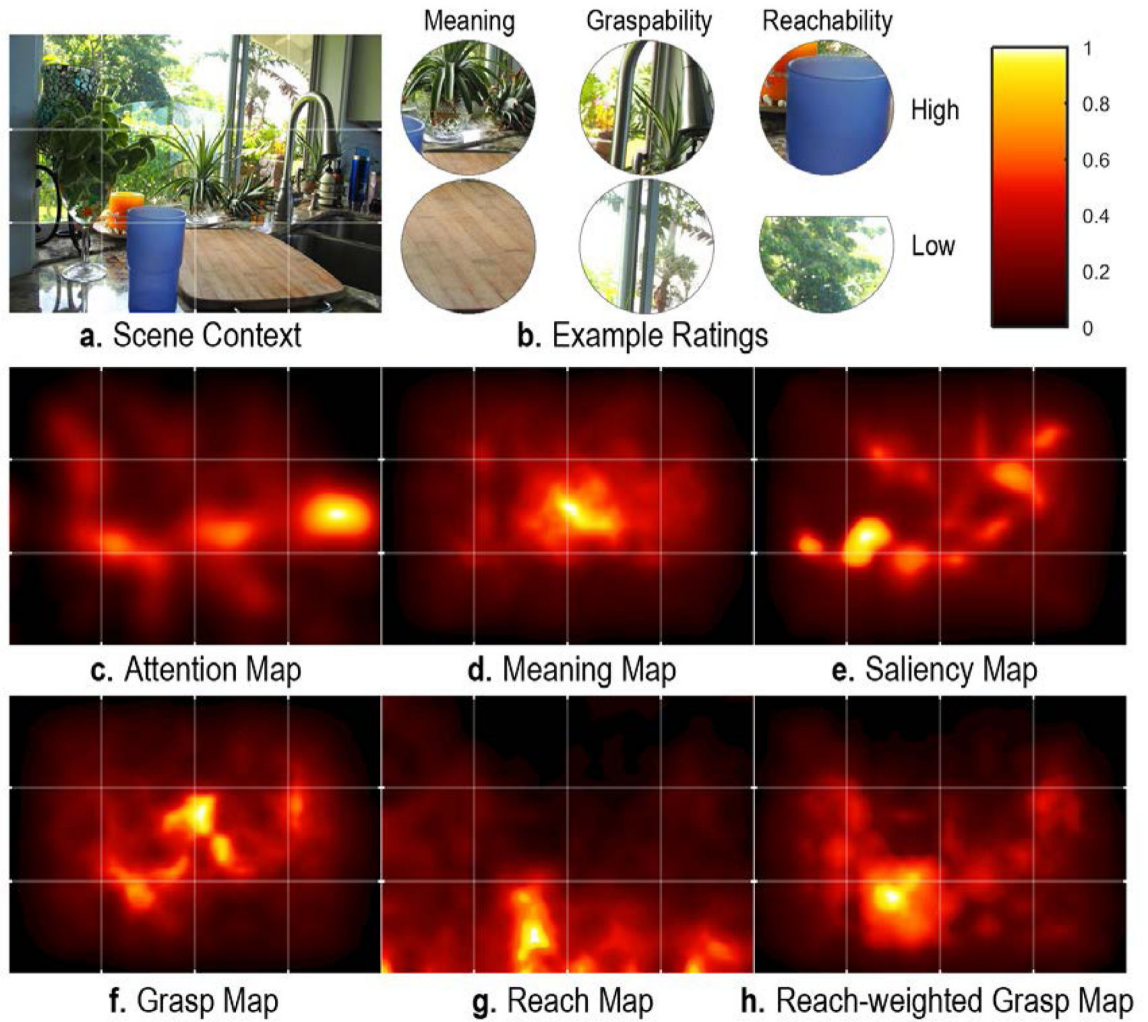 Meaning
Graspability
Reachability
High
Low
1
0.8
0.6
0.4
0.2
0
a. Scene Context
b. Example Ratings
c. Attention Map
d. Meaning Map
e. Saliency Map
f. Grasp Map
g. Reach Map
h. Reach-weighted Grasp Map